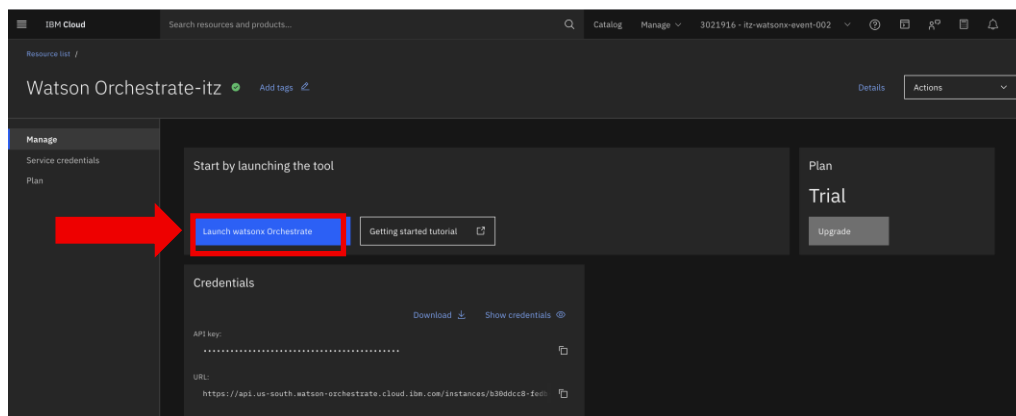 IBM Cloud
Search resources and products...
Catalog
Manage
3021916 - itz-watsonx-event-002
Resource list /
Watson Orchestrate-itz
Add tags
Details
Actions
Manage
Service credentials
Plan
Start by launching the tool
Launch watsonx Orchestrate
Getting started tutorial
Plan
Trial
Upgrade
Credentials
Download
Show credentials
API key:
URL:
https://api.us-south.watson-orchestrate.cloud.ibm.com/instances/b30ddcc8-fed